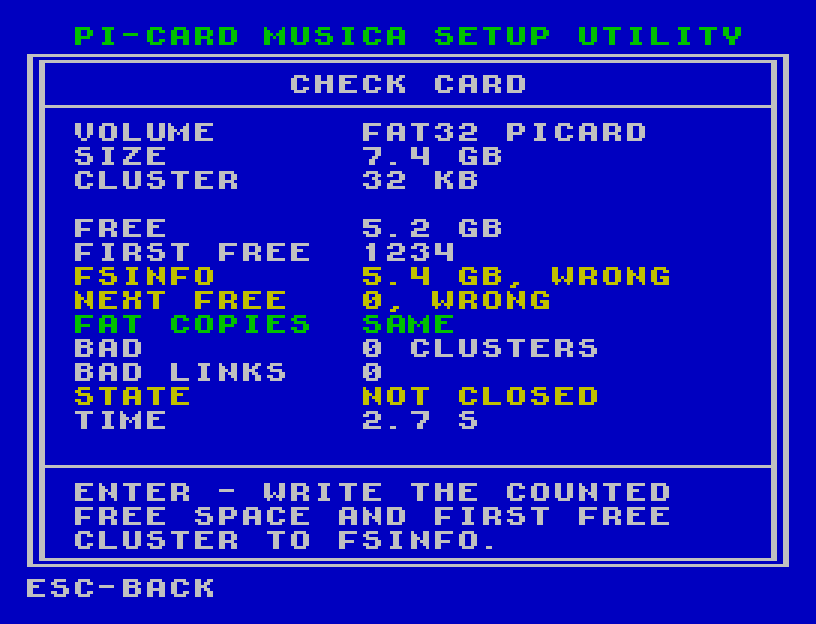 PI-CARD MUSICA SETUP UTILITY
CHECK CARD
VOLUME FAT32 PICARD
SIZE 7.4 GB
CLUSTER 32 KB
FREE 5.2 GB
FIRST FREE 1234
FSINFO 5.4 GB, WRONG
NEXT FREE 0, WRONG
FAT COPIES SAME
BAD 0 CLUSTERS
BAD LINKS 0
STATE NOT CLOSED
TIME 2.7 S
ENTER - WRITE THE COUNTED
FREE SPACE AND FIRST FREE
CLUSTER TO FSINFO.
ESC-BACK